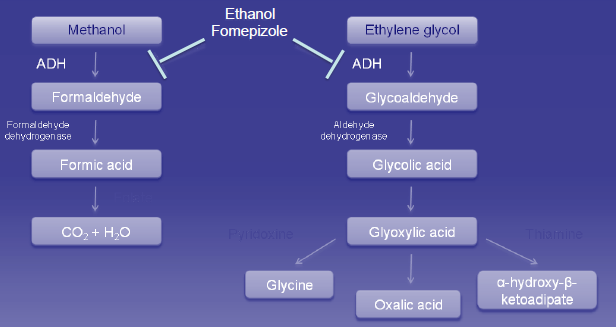 Ethanol
Fomepizole
Methanol
Ethylene glycol
ADH
ADH
Formaldehyde
Glycoaldehyde
Formaldehyde
dehydrogenase
Aldehyde
dehydrogenase
Formic acid
Glycolic acid
CO₂ + H₂O
Pyridoxine
Glyoxylic acid
Thiamine
Glycine
Oxalic acid
α-hydroxy-β-
ketoadipate